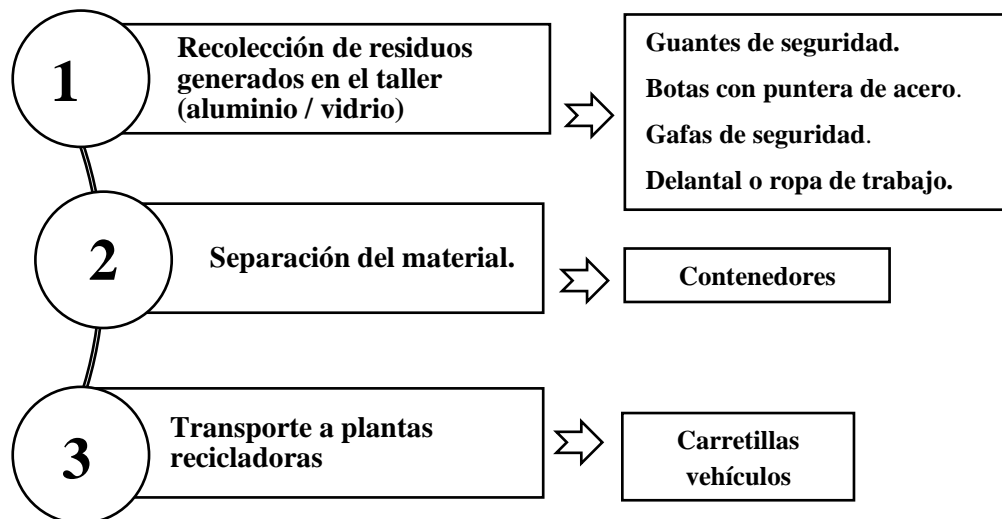 1
Recolección de residuos
generados en el taller
(aluminio / vidrio)
Guantes de seguridad.
Botas con puntera de acero.
Gafas de seguridad.
Delantal o ropa de trabajo.
2
Separación del material.
Contenedores
3
Transporte a plantas
recicladoras
Carretillas
vehículos